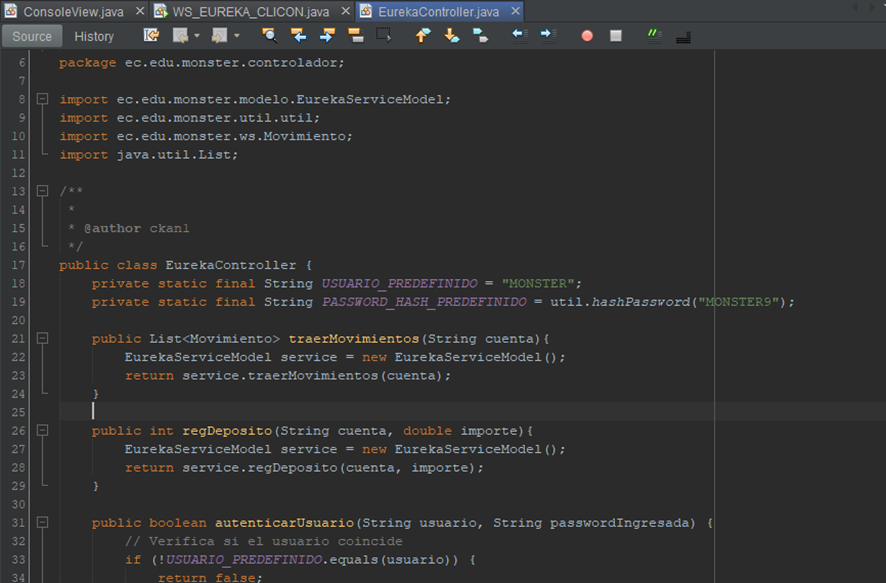 ConsoleView.java × WS_EUREKA_CLICON.java × EurekaController.java ×
Source History
6 package ec.edu.monster.controlador;
7
8 import ec.edu.monster.modelo.EurekaServiceModel;
9 import ec.edu.monster.util.util;
10 import ec.edu.monster.ws.Movimiento;
11 import java.util.List;
12
13 /**
14 *
15 * @author ckanl
16 */
17 public class EurekaController {
18 private static final String USUARIO_PREDEFINIDO = "MONSTER";
19 private static final String PASSWORD_HASH_PREDEFINIDO = util.hashPassword("MONSTER9");
20
21 public List<Movimiento> traerMovimientos(String cuenta){
22 EurekaServiceModel service = new EurekaServiceModel();
23 return service.traerMovimientos(cuenta);
24 }
25
26 public int regDeposito(String cuenta, double importe){
27 EurekaServiceModel service = new EurekaServiceModel();
28 return service.regDeposito(cuenta, importe);
29 }
30
31 public boolean autenticarUsuario(String usuario, String passwordIngresada) {
32 // Verifica si el usuario coincide
33 if (!USUARIO_PREDEFINIDO.equals(usuario)) {
34 return false;